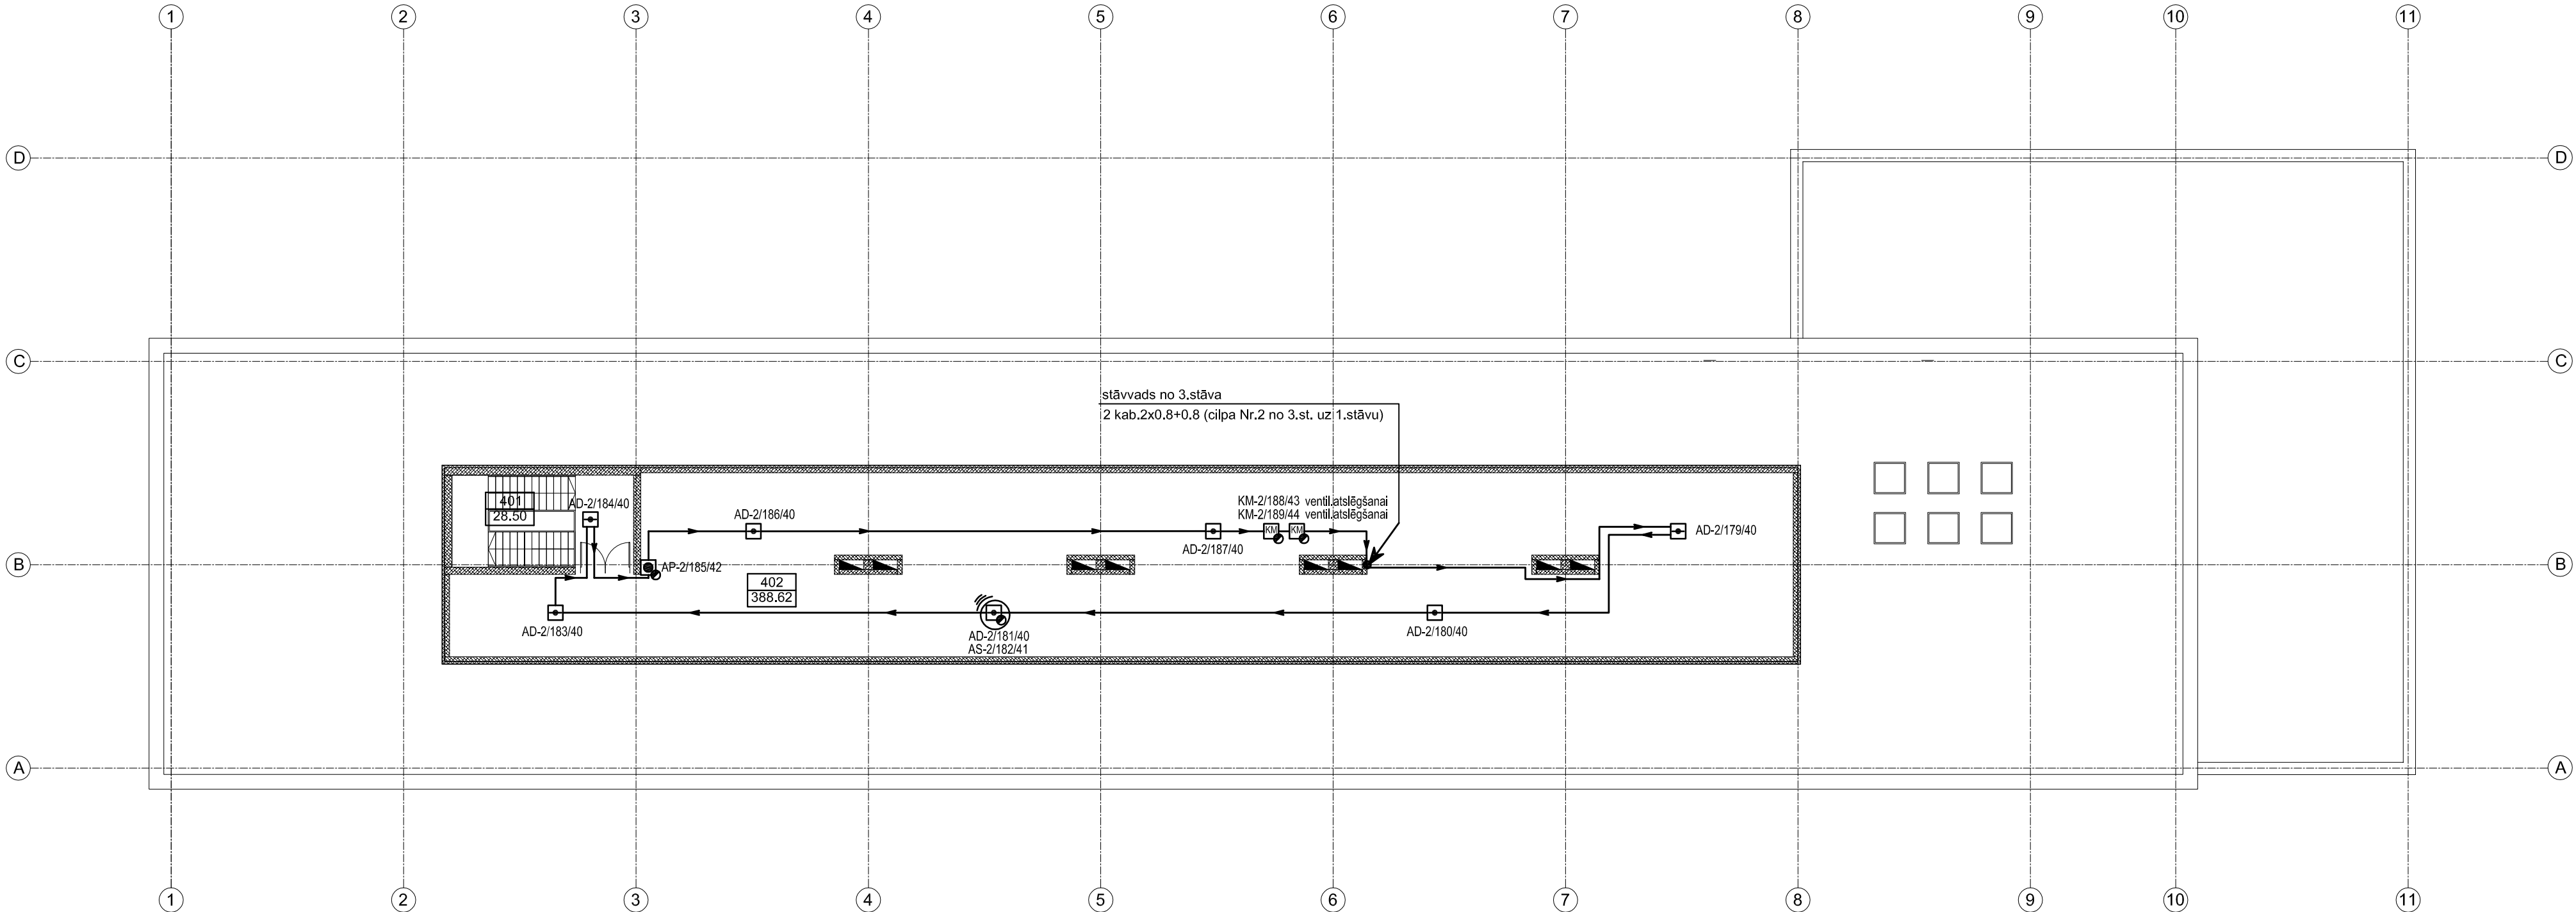 1 2 3 4 5 6 7 8 9 10 11
D D
C C
stāvvads no 3.stāva
2 kab.2x0.8+0.8 (cilpa Nr.2 no 3.st. uz 1.stāvu)
401
28.50
AD-2/184/40
AD-2/186/40
KM-2/188/43 ventil.atslēgšanai
KM-2/189/44 ventil.atslēgšanai
KM KM
AD-2/187/40
AD-2/179/40
B B
AP-2/185/42
402
388.62
AD-2/183/40
AD-2/181/40
AS-2/182/41
AD-2/180/40
A A
1 2 3 4 5 6 7 8 9 10 11